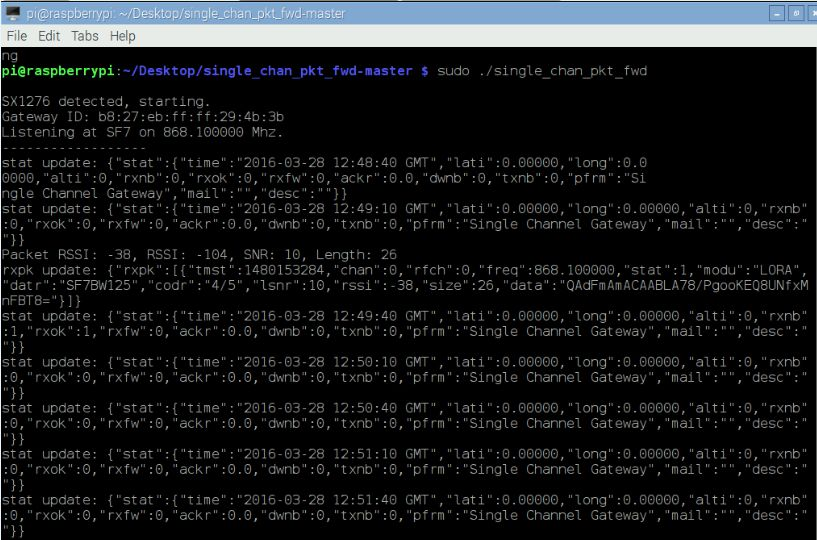 pi@raspberrypi: ~/Desktop/single_chan_pkt_fwd-master
File Edit Tabs Help
ng
pi@raspberrypi:~/Desktop/single_chan_pkt_fwd-master $ sudo ./single_chan_pkt_fwd
SX1276 detected, starting.
Gateway ID: b8:27:eb:ff:ff:29:4b:3b
Listening at SF7 on 868.100000 Mhz.
------------------
stat update: {"stat":{"time":"2016-03-28 12:48:40 GMT","lati":0.00000,"long":0.0
0000,"alti":0,"rxnb":0,"rxok":0,"rxfw":0,"ackr":0.0,"dwnb":0,"txnb":0,"pfrm":"Si
ngle Channel Gateway","mail":"","desc":""}}
stat update: {"stat":{"time":"2016-03-28 12:49:10 GMT","lati":0.00000,"long":0.00000,"alti":0,"rxnb"
:0,"rxok":0,"rxfw":0,"ackr":0.0,"dwnb":0,"txnb":0,"pfrm":"Single Channel Gateway","mail":"","desc":"
"}}
Packet RSSI: -38, RSSI: -104, SNR: 10, Length: 26
rxpk update: {"rxpk":[{"tmst":1480153284,"chan":0,"rfch":0,"freq":868.100000,"stat":1,"modu":"LORA",
"datr":"SF7BW125","codr":"4/5","lsnr":10,"rssi":-38,"size":26,"data":"QAdFmAmACAABLA78/PgooKEQ8UNfxM
nFBT8="}]}
stat update: {"stat":{"time":"2016-03-28 12:49:40 GMT","lati":0.00000,"long":0.00000,"alti":0,"rxnb"
:1,"rxok":1,"rxfw":0,"ackr":0.0,"dwnb":0,"txnb":0,"pfrm":"Single Channel Gateway","mail":"","desc":"
"}}
stat update: {"stat":{"time":"2016-03-28 12:50:10 GMT","lati":0.00000,"long":0.00000,"alti":0,"rxnb"
:0,"rxok":0,"rxfw":0,"ackr":0.0,"dwnb":0,"txnb":0,"pfrm":"Single Channel Gateway","mail":"","desc":"
"}}
stat update: {"stat":{"time":"2016-03-28 12:50:40 GMT","lati":0.00000,"long":0.00000,"alti":0,"rxnb"
:0,"rxok":0,"rxfw":0,"ackr":0.0,"dwnb":0,"txnb":0,"pfrm":"Single Channel Gateway","mail":"","desc":"
"}}
stat update: {"stat":{"time":"2016-03-28 12:51:10 GMT","lati":0.00000,"long":0.00000,"alti":0,"rxnb"
:0,"rxok":0,"rxfw":0,"ackr":0.0,"dwnb":0,"txnb":0,"pfrm":"Single Channel Gateway","mail":"","desc":"
"}}
stat update: {"stat":{"time":"2016-03-28 12:51:40 GMT","lati":0.00000,"long":0.00000,"alti":0,"rxnb"
:0,"rxok":0,"rxfw":0,"ackr":0.0,"dwnb":0,"txnb":0,"pfrm":"Single Channel Gateway","mail":"","desc":"
"}}